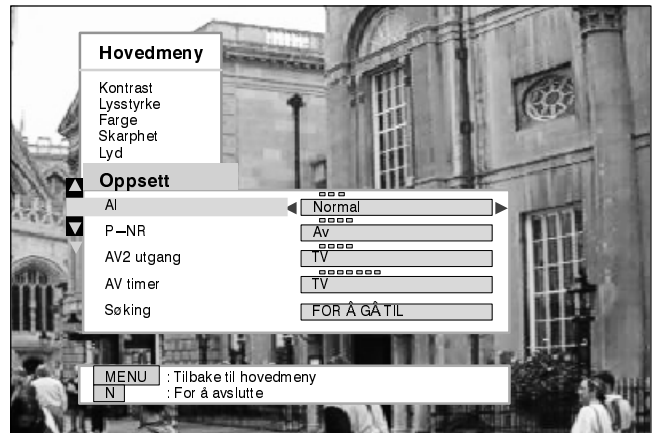 Hovedmeny
Kontrast
Lysstyrke
Farge
Skarphet
Lyd
Oppsett
AI Normal
P–NR Av
AV2 utgang TV
AV timer TV
Søking FOR Å GÅ TIL
MENU : Tilbake til hovedmeny
N : For å avslutte